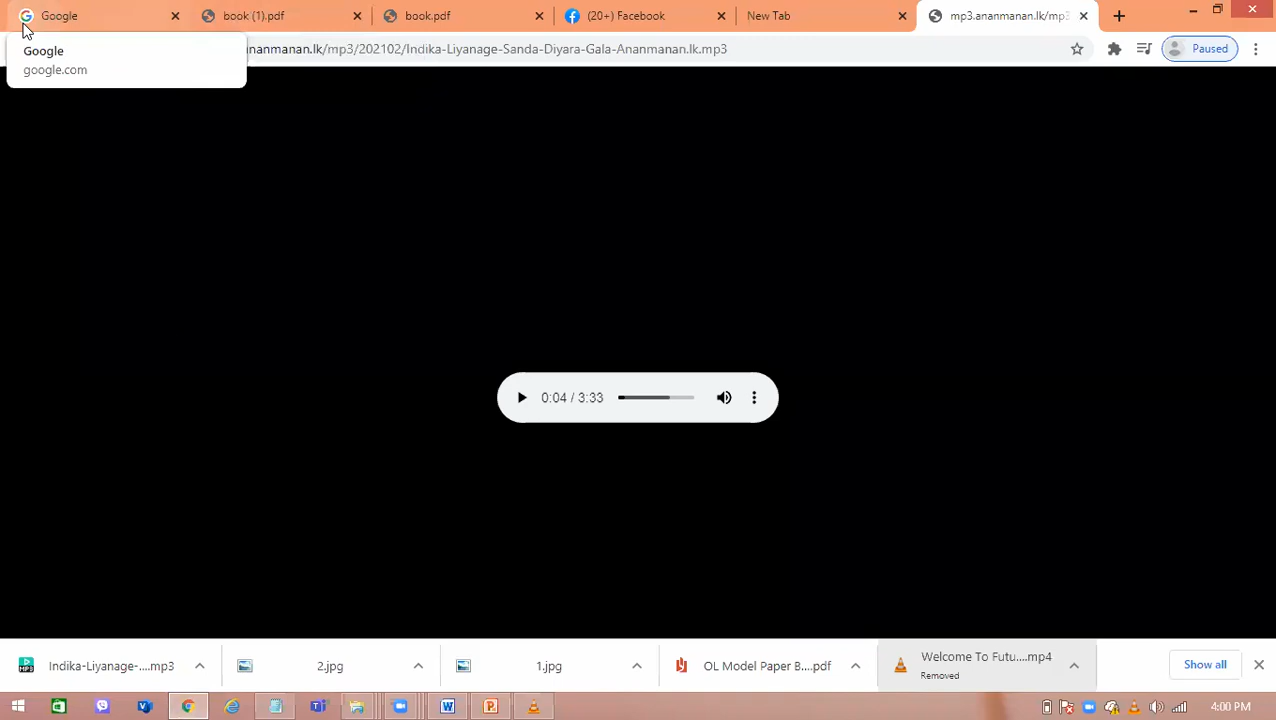 Google
book (1).pdf
book.pdf
(20+) Facebook
New Tab
mp3.ananmanan.lk/mp3
Google
google.com
nanmanan.lk/mp3/202102/Indika-Liyanage-Sanda-Diyara-Gala-Ananmanan.lk.mp3
Paused
0:04 / 3:33
Indika-Liyanage-....mp3
2.jpg
1.jpg
OL Model Paper B....pdf
Welcome To Futu....mp4
Removed
Show all
4:00 PM